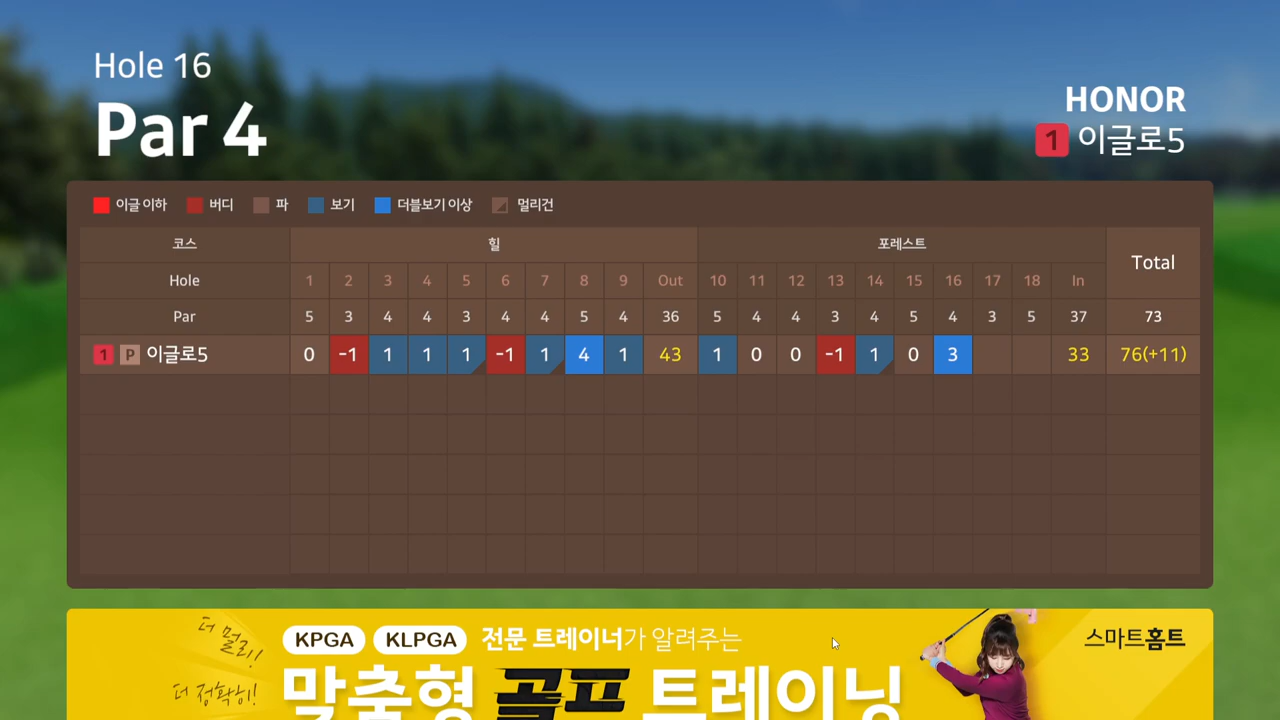 Hole 16
Par 4
HONOR
1 이글로5
이글 이하 버디 파 보기 더블보기 이상 멀리건
코스 힐 포레스트 Total
Hole 1 2 3 4 5 6 7 8 9 Out 10 11 12 13 14 15 16 17 18 In
Par 5 3 4 4 3 4 4 5 4 36 5 4 4 3 4 5 4 3 5 37 73
1 P 이글로5 0 -1 1 1 1 -1 1 4 1 43 1 0 0 -1 1 0 3 33 76(+11)
더 멀리!
더 정확히!
KPGA KLPGA 전문 트레이너가 알려주는
맞춤형 골프 트레이닝
스마트홈트